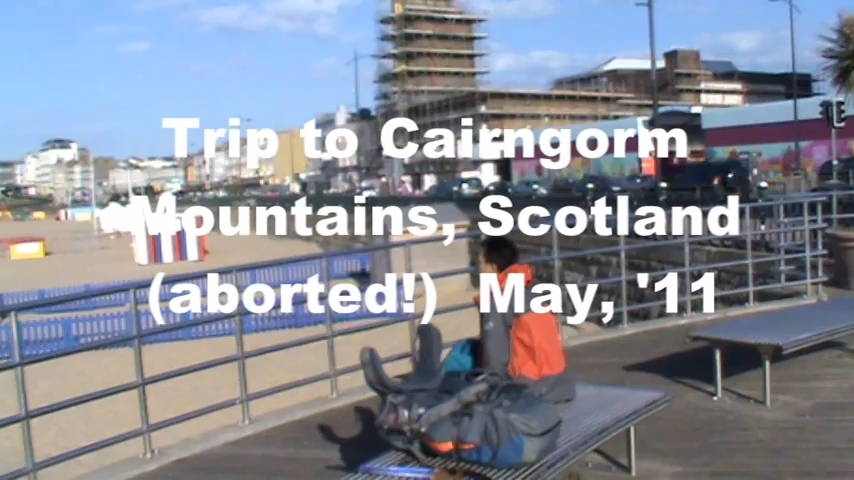 Trip to Cairngorm
Mountains, Scotland
(aborted!) May, '11